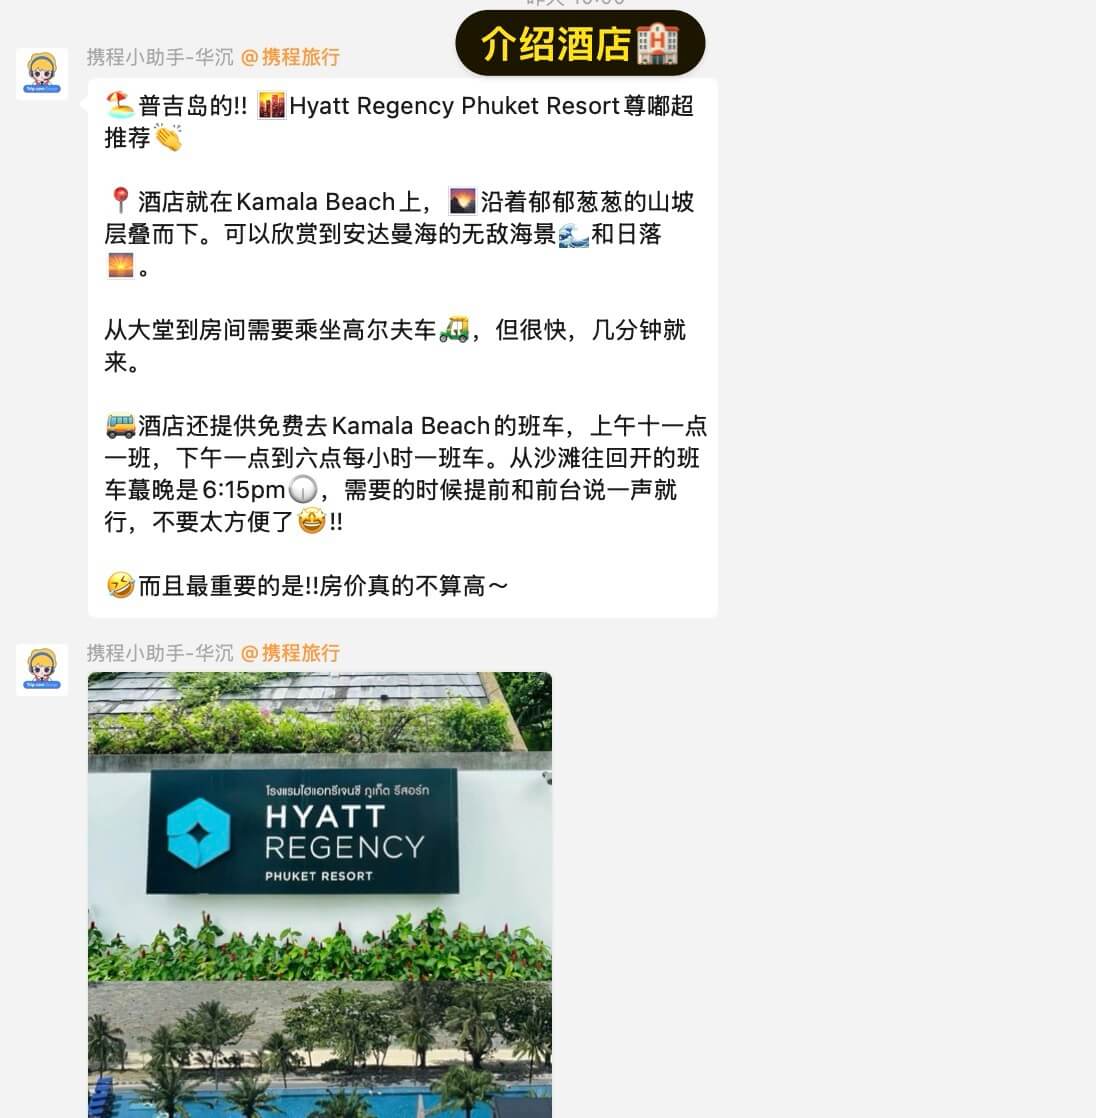 介绍酒店
携程小助手-华沉 @携程旅行
普吉岛的!! Hyatt Regency Phuket Resort尊嘟超
推荐
酒店就在Kamala Beach上，沿着郁郁葱葱的山坡
层叠而下。可以欣赏到安达曼海的无敌海景和日落
。
从大堂到房间需要乘坐高尔夫车，但很快，几分钟就
来。
酒店还提供免费去Kamala Beach的班车，上午十一点
一班，下午一点到六点每小时一班车。从沙滩往回开的班
车蕞晚是6:15pm，需要的时候提前和前台说一声就
行，不要太方便了!!
而且最重要的是!!房价真的不算高～
携程小助手-华沉 @携程旅行
โรงแรมไฮแอทรีเจนซี ภูเก็ต รีสอร์ท
HYATT
REGENCY
PHUKET RESORT